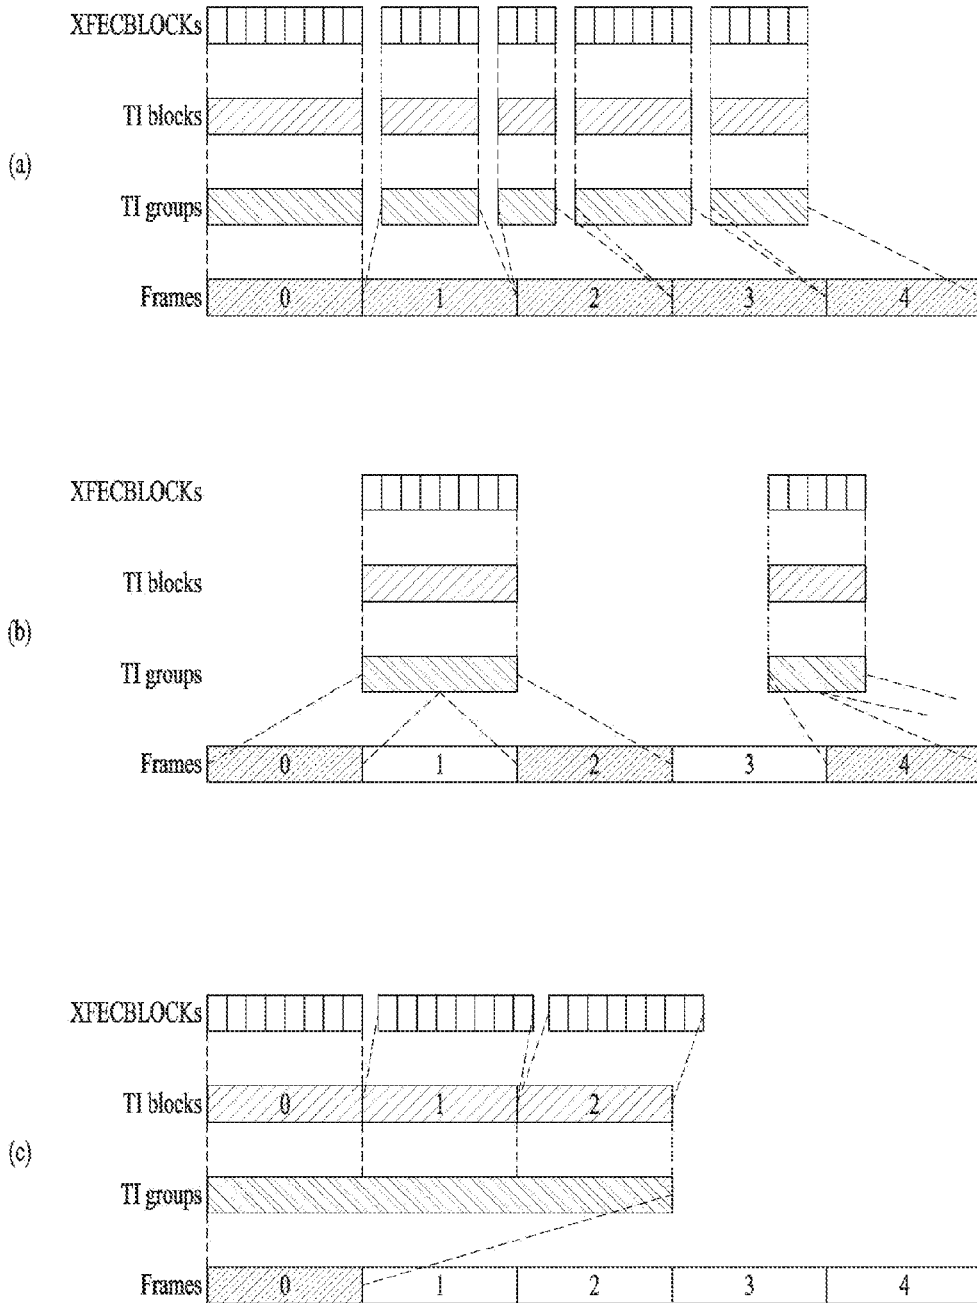 XFECBLOCKs
TI blocks
(a)
TI groups
Frames 0 1 2 3 4
XFECBLOCKs
TI blocks
(b)
TI groups
Frames 0 1 2 3 4
XFECBLOCKs
TI blocks 0 1 2
(c)
TI groups
Frames 0 1 2 3 4